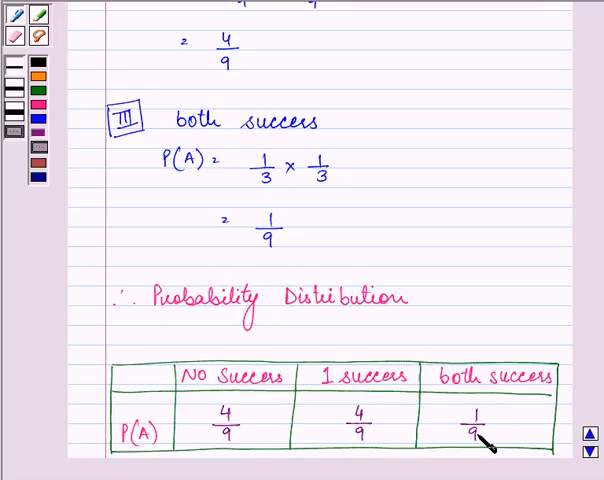 = 4/9
III both success
P(A) = 1/3 × 1/3
= 1/9
∴ Probability Distribution
No Success 1 success both success
P(A) 4/9 4/9 1/9